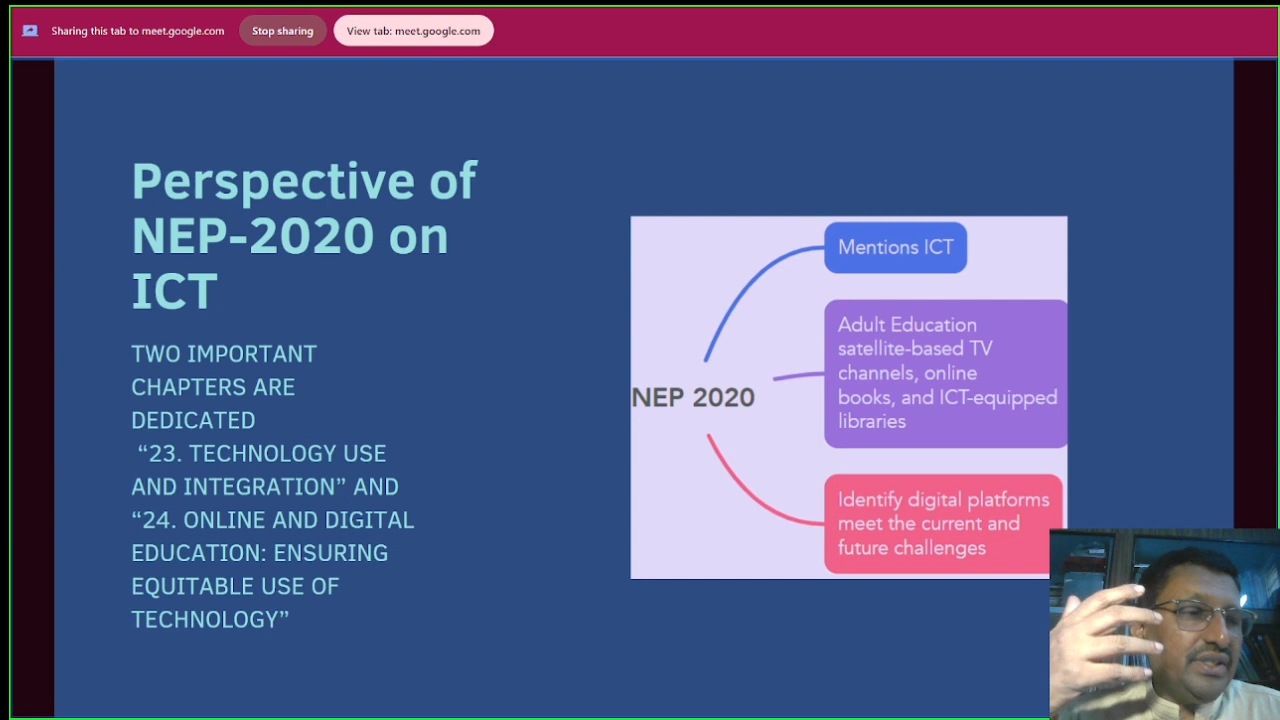 Sharing this tab to meet.google.com
Stop sharing
View tab: meet.google.com
Perspective of
NEP-2020 on
ICT
TWO IMPORTANT
CHAPTERS ARE
DEDICATED
“23. TECHNOLOGY USE
AND INTEGRATION” AND
“24. ONLINE AND DIGITAL
EDUCATION: ENSURING
EQUITABLE USE OF
TECHNOLOGY”
NEP 2020
Mentions ICT
Adult Education
satellite-based TV
channels, online
books, and ICT-equipped
libraries
Identify digital platforms
meet the current and
future challenges